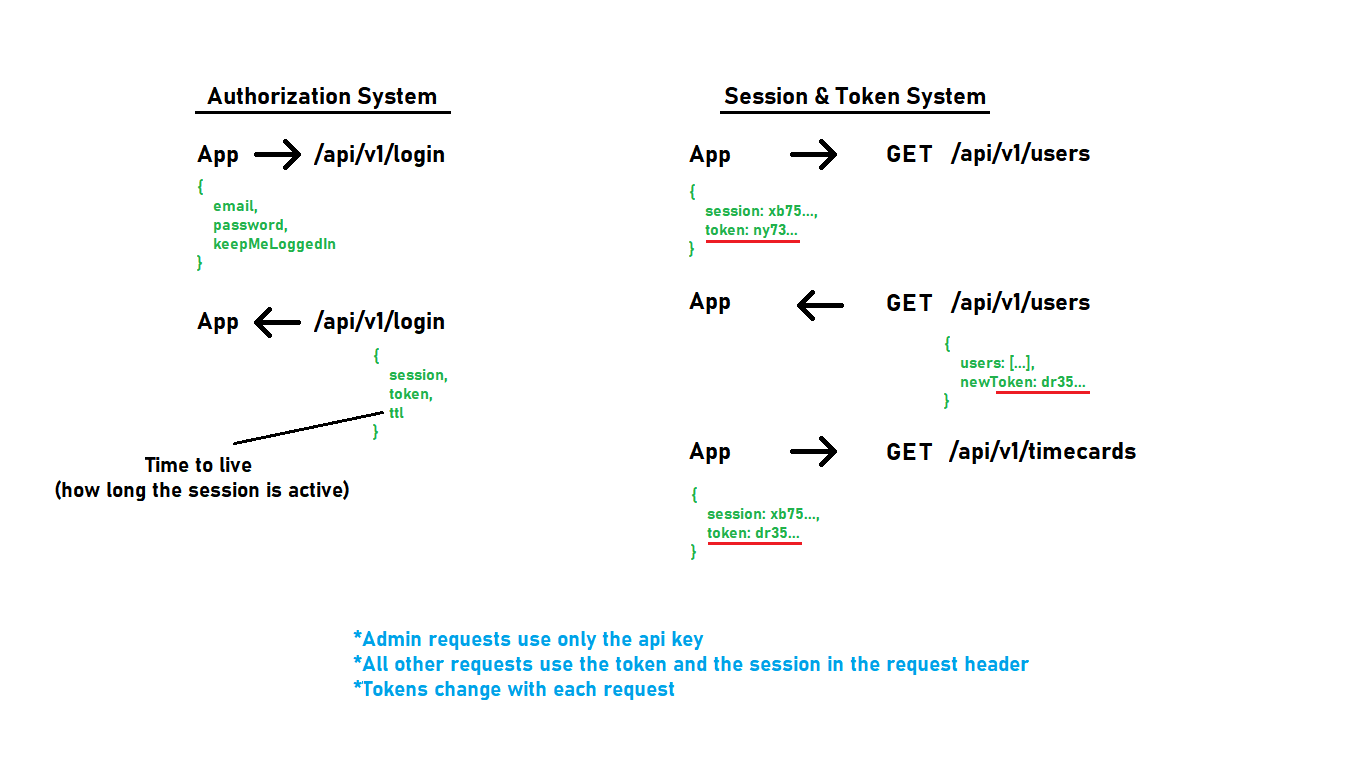 Authorization System
App /api/v1/login
{
email,
password,
keepMeLoggedIn
}
App /api/v1/login
{
session,
token,
ttl
}
Time to live
(how long the session is active)
Session & Token System
App GET /api/v1/users
{
session: xb75...,
token: ny73...
}
App GET /api/v1/users
{
users: [...],
newToken: dr35...
}
App GET /api/v1/timecards
{
session: xb75...,
token: dr35...
}
*Admin requests use only the api key
*All other requests use the token and the session in the request header
*Tokens change with each request